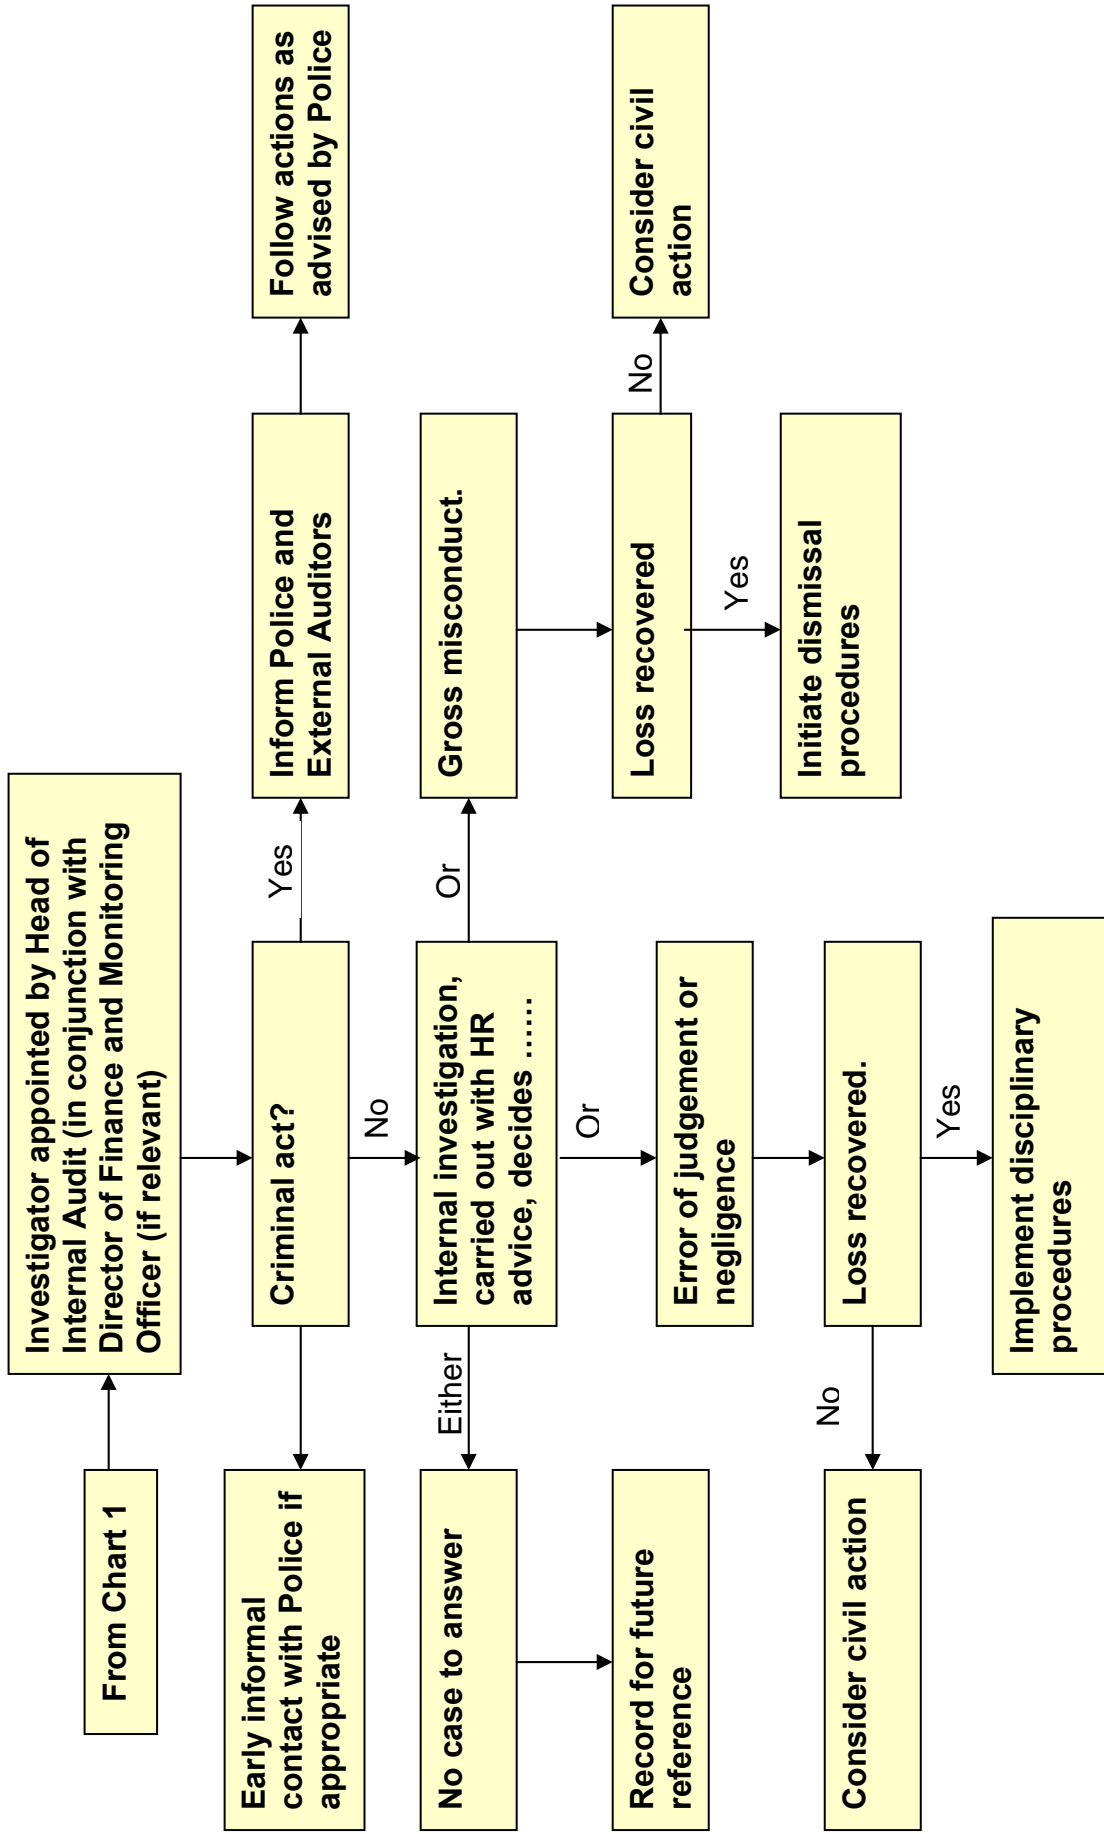 From Chart 1
Investigator appointed by Head of
Internal Audit (in conjunction with
Director of Finance and Monitoring
Officer (if relevant)
Early informal
contact with Police if
appropriate
Criminal act?
Yes
Inform Police and
External Auditors
Follow actions as
advised by Police
No
No case to answer
Either
Internal investigation,
carried out with HR
advice, decides ......
Or
Gross misconduct.
Or
Record for future
reference
Error of judgement or
negligence
Loss recovered
No
Consider civil
action
Yes
Consider civil action
No
Loss recovered.
Initiate dismissal
procedures
Yes
Implement disciplinary
procedures